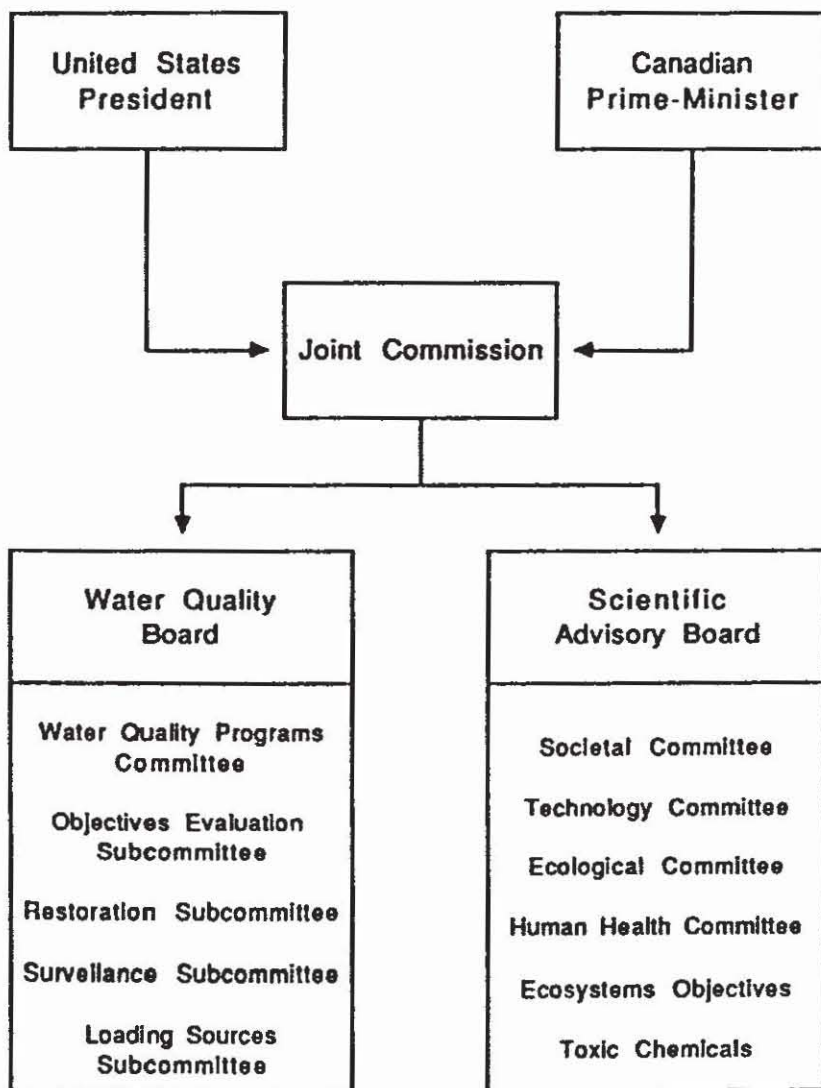 United States
President
Canadian
Prime-Minister
Joint Commission
Water Quality
Board
Scientific
Advisory Board
Water Quality Programs
Committee
Objectives Evaluation
Subcommittee
Restoration Subcommittee
Surveilance Subcommittee
Loading Sources
Subcommittee
Societal Committee
Technology Committee
Ecological Committee
Human Health Committee
Ecosystems Objectives
Toxic Chemicals